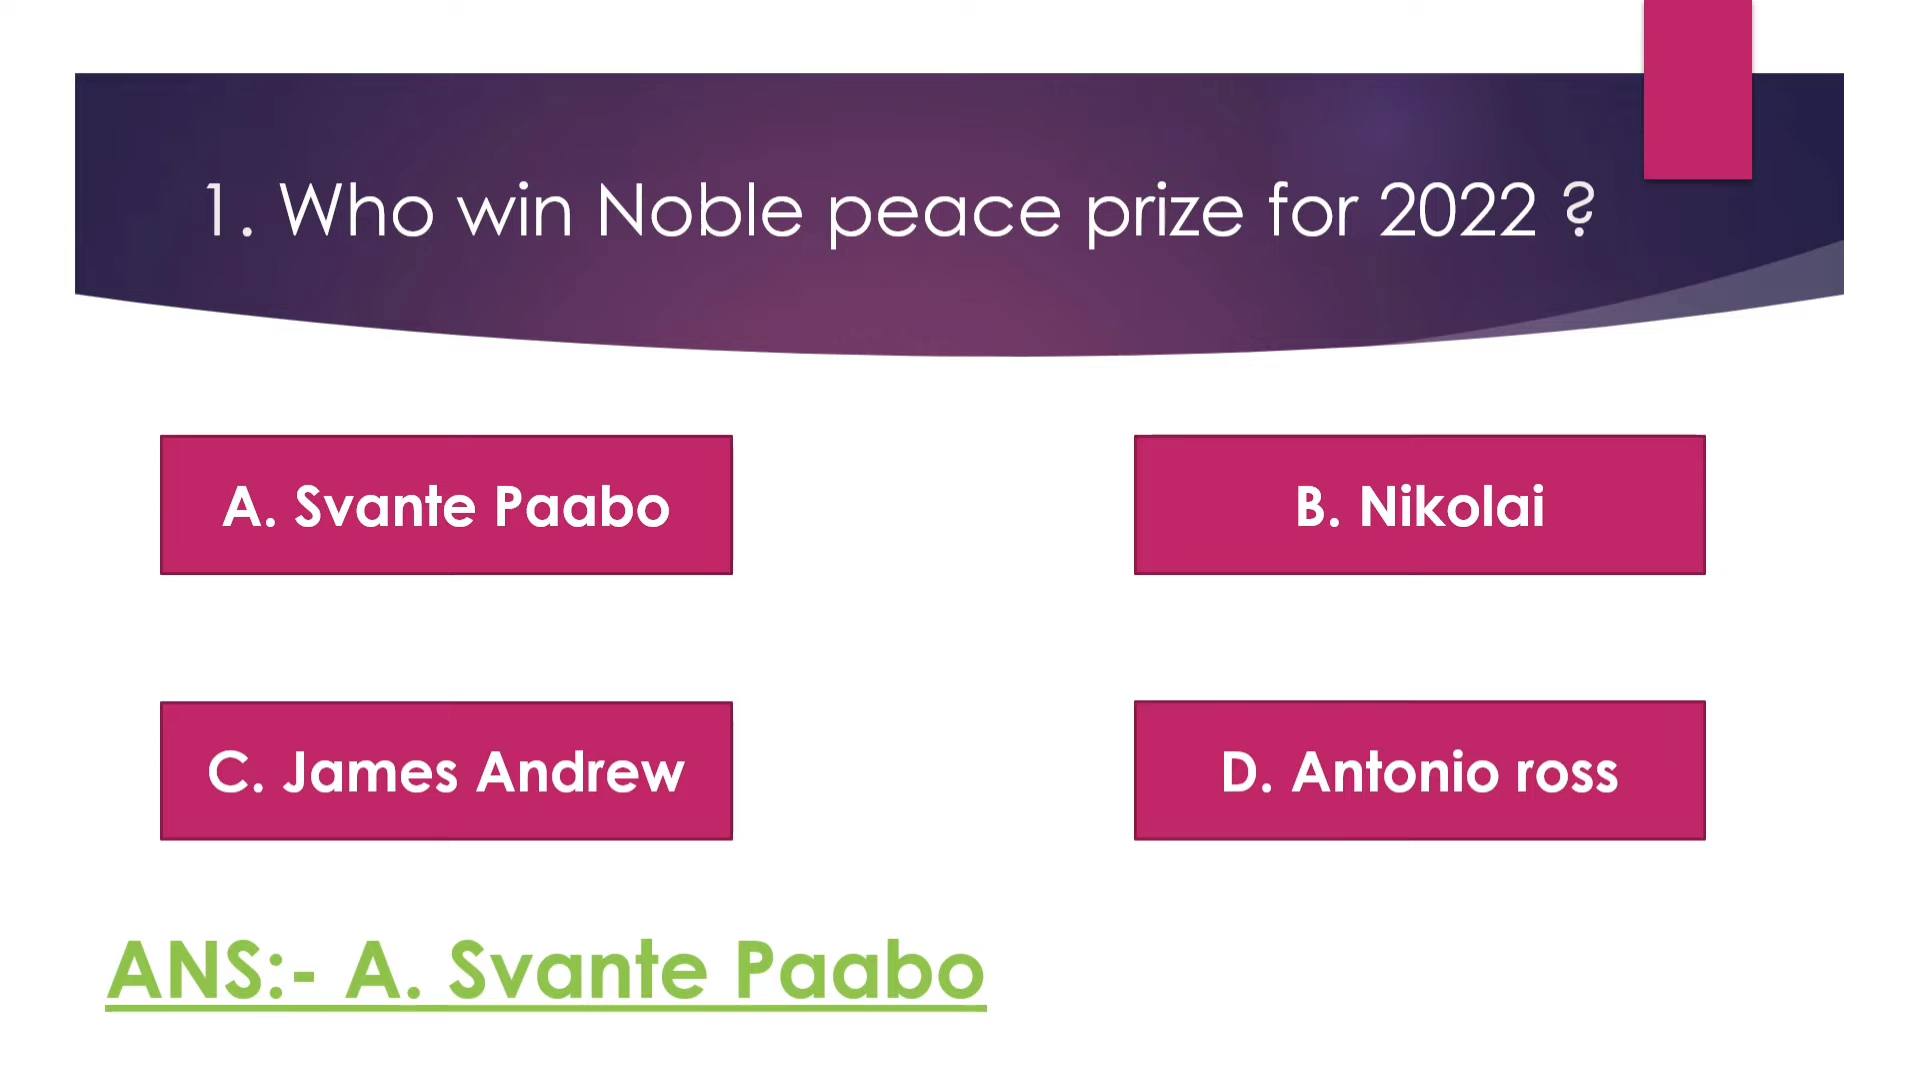 1. Who win Noble peace prize for 2022 ?
A. Svante Paabo
B. Nikolai
C. James Andrew
D. Antonio ross
ANS:- A. Svante Paabo